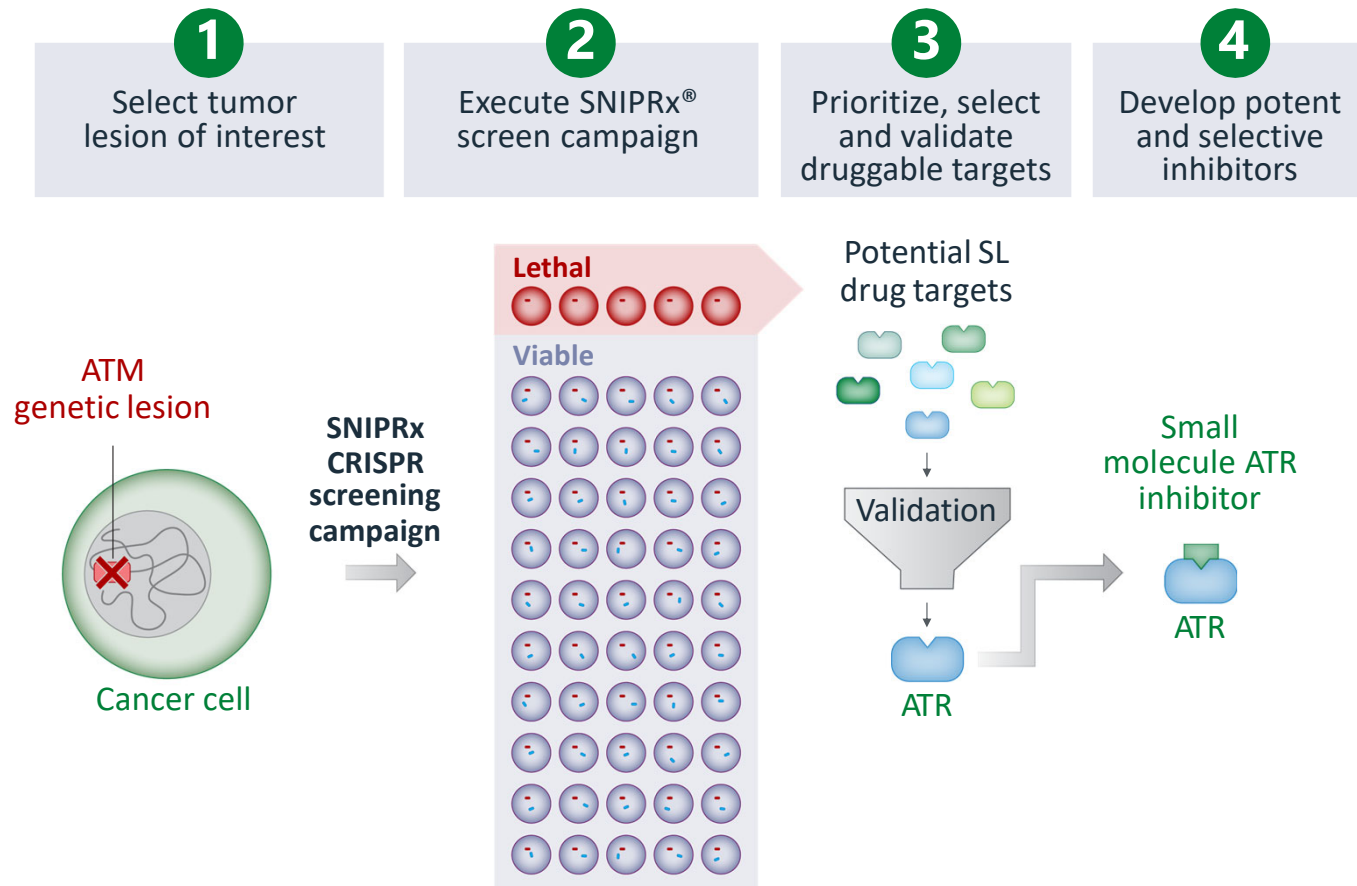 1
Select tumor
lesion of interest
2
Execute SNIPRx®
screen campaign
3
Prioritize, select
and validate
druggable targets
4
Develop potent
and selective
inhibitors
ATM
genetic lesion
Cancer cell
SNIPRx
CRISPR
screening
campaign
Lethal
Viable
Potential SL
drug targets
Validation
ATR
Small
molecule ATR
inhibitor
ATR